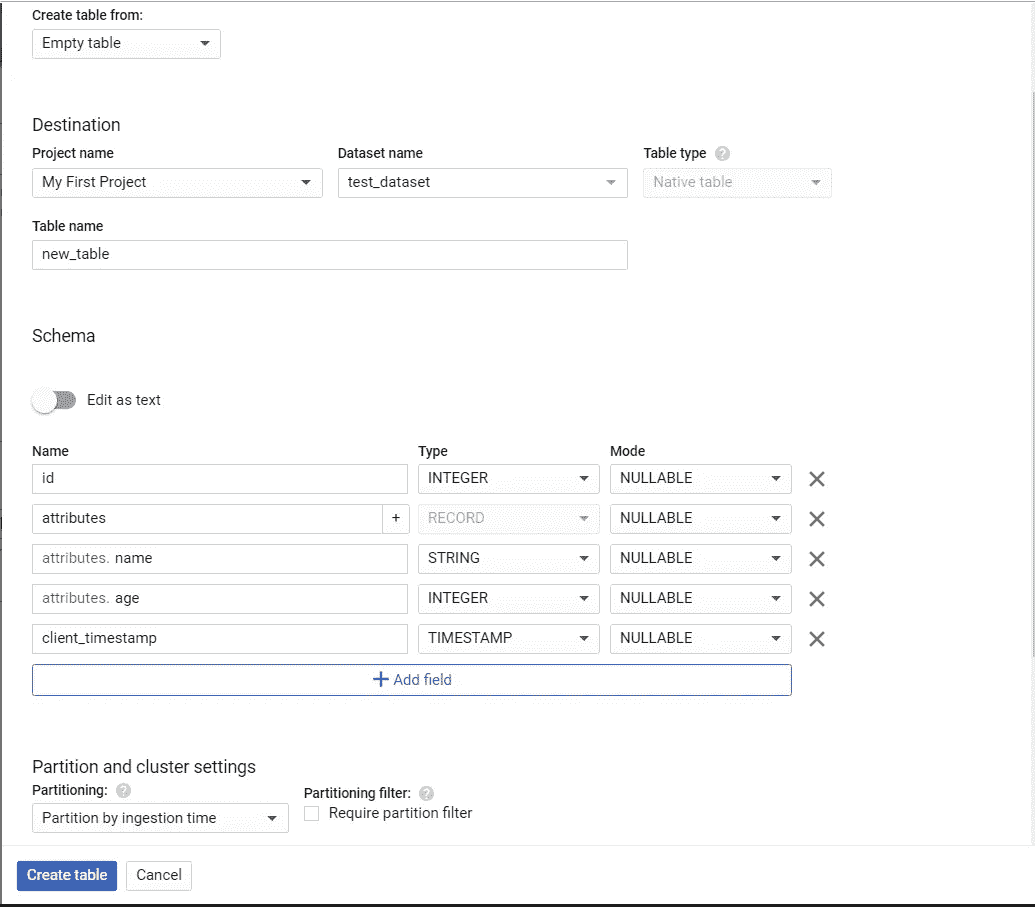 Create table from:
Empty table
Destination
Project name Dataset name Table type ?
My First Project test_dataset Native table
Table name
new_table
Schema
Edit as text
Name Type Mode
id INTEGER NULLABLE
attributes + RECORD NULLABLE
attributes. name STRING NULLABLE
attributes. age INTEGER NULLABLE
client_timestamp TIMESTAMP NULLABLE
+ Add field
Partition and cluster settings
Partitioning: ? Partitioning filter: ?
Partition by ingestion time Require partition filter
Create table Cancel